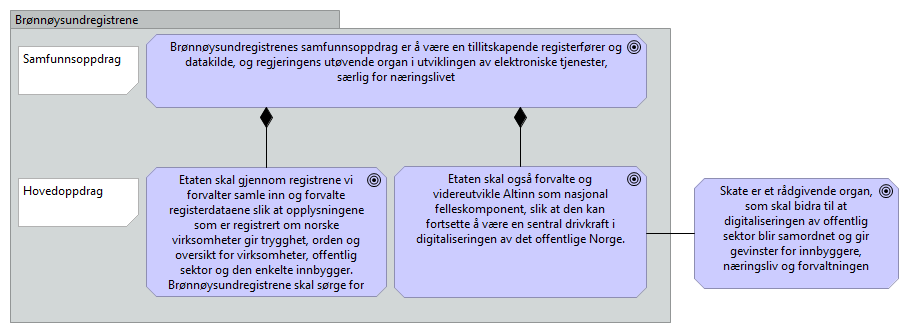 Brønnøysundregistrene
Samfunnsoppdrag
Brønnøysundregistrenes samfunnsoppdrag er å være en tillitskapende registerfører og
datakilde, og regjeringens utøvende organ i utviklingen av elektroniske tjenester,
særlig for næringslivet
Hovedoppdrag
Etaten skal gjennom registrene vi
forvalter samle inn og forvalte
registerdataene slik at opplysningene
som er registrert om norske
virksomheter gir trygghet, orden og
oversikt for virksomheter, offentlig
sektor og den enkelte innbygger.
Brønnøysundregistrene skal sørge for
Etaten skal også forvalte og
videreutvikle Altinn som nasjonal
felleskomponent, slik at den kan
fortsette å være en sentral drivkraft i
digitaliseringen av det offentlige Norge.
Skate er et rådgivende organ,
som skal bidra til at
digitaliseringen av offentlig
sektor blir samordnet og gir
gevinster for innbyggere,
næringsliv og forvaltningen